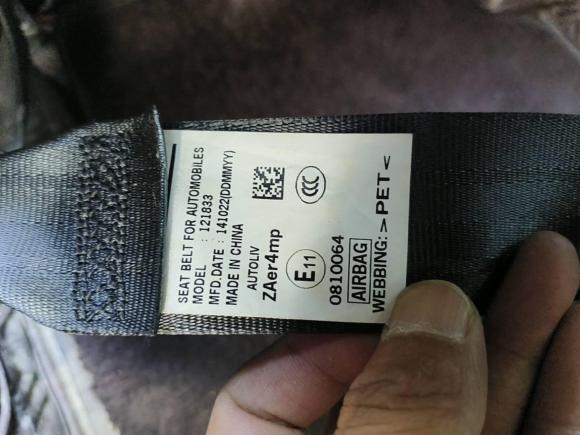 SEAT BELT FOR AUTOMOBILES
MODEL : 121833
MFD. DATE : 141022(DDMMYY)
MADE IN CHINA
AUTOLIV
ZAer4mp
CCC
E11
0810064
AIRBAG
WEBBING: >PET<